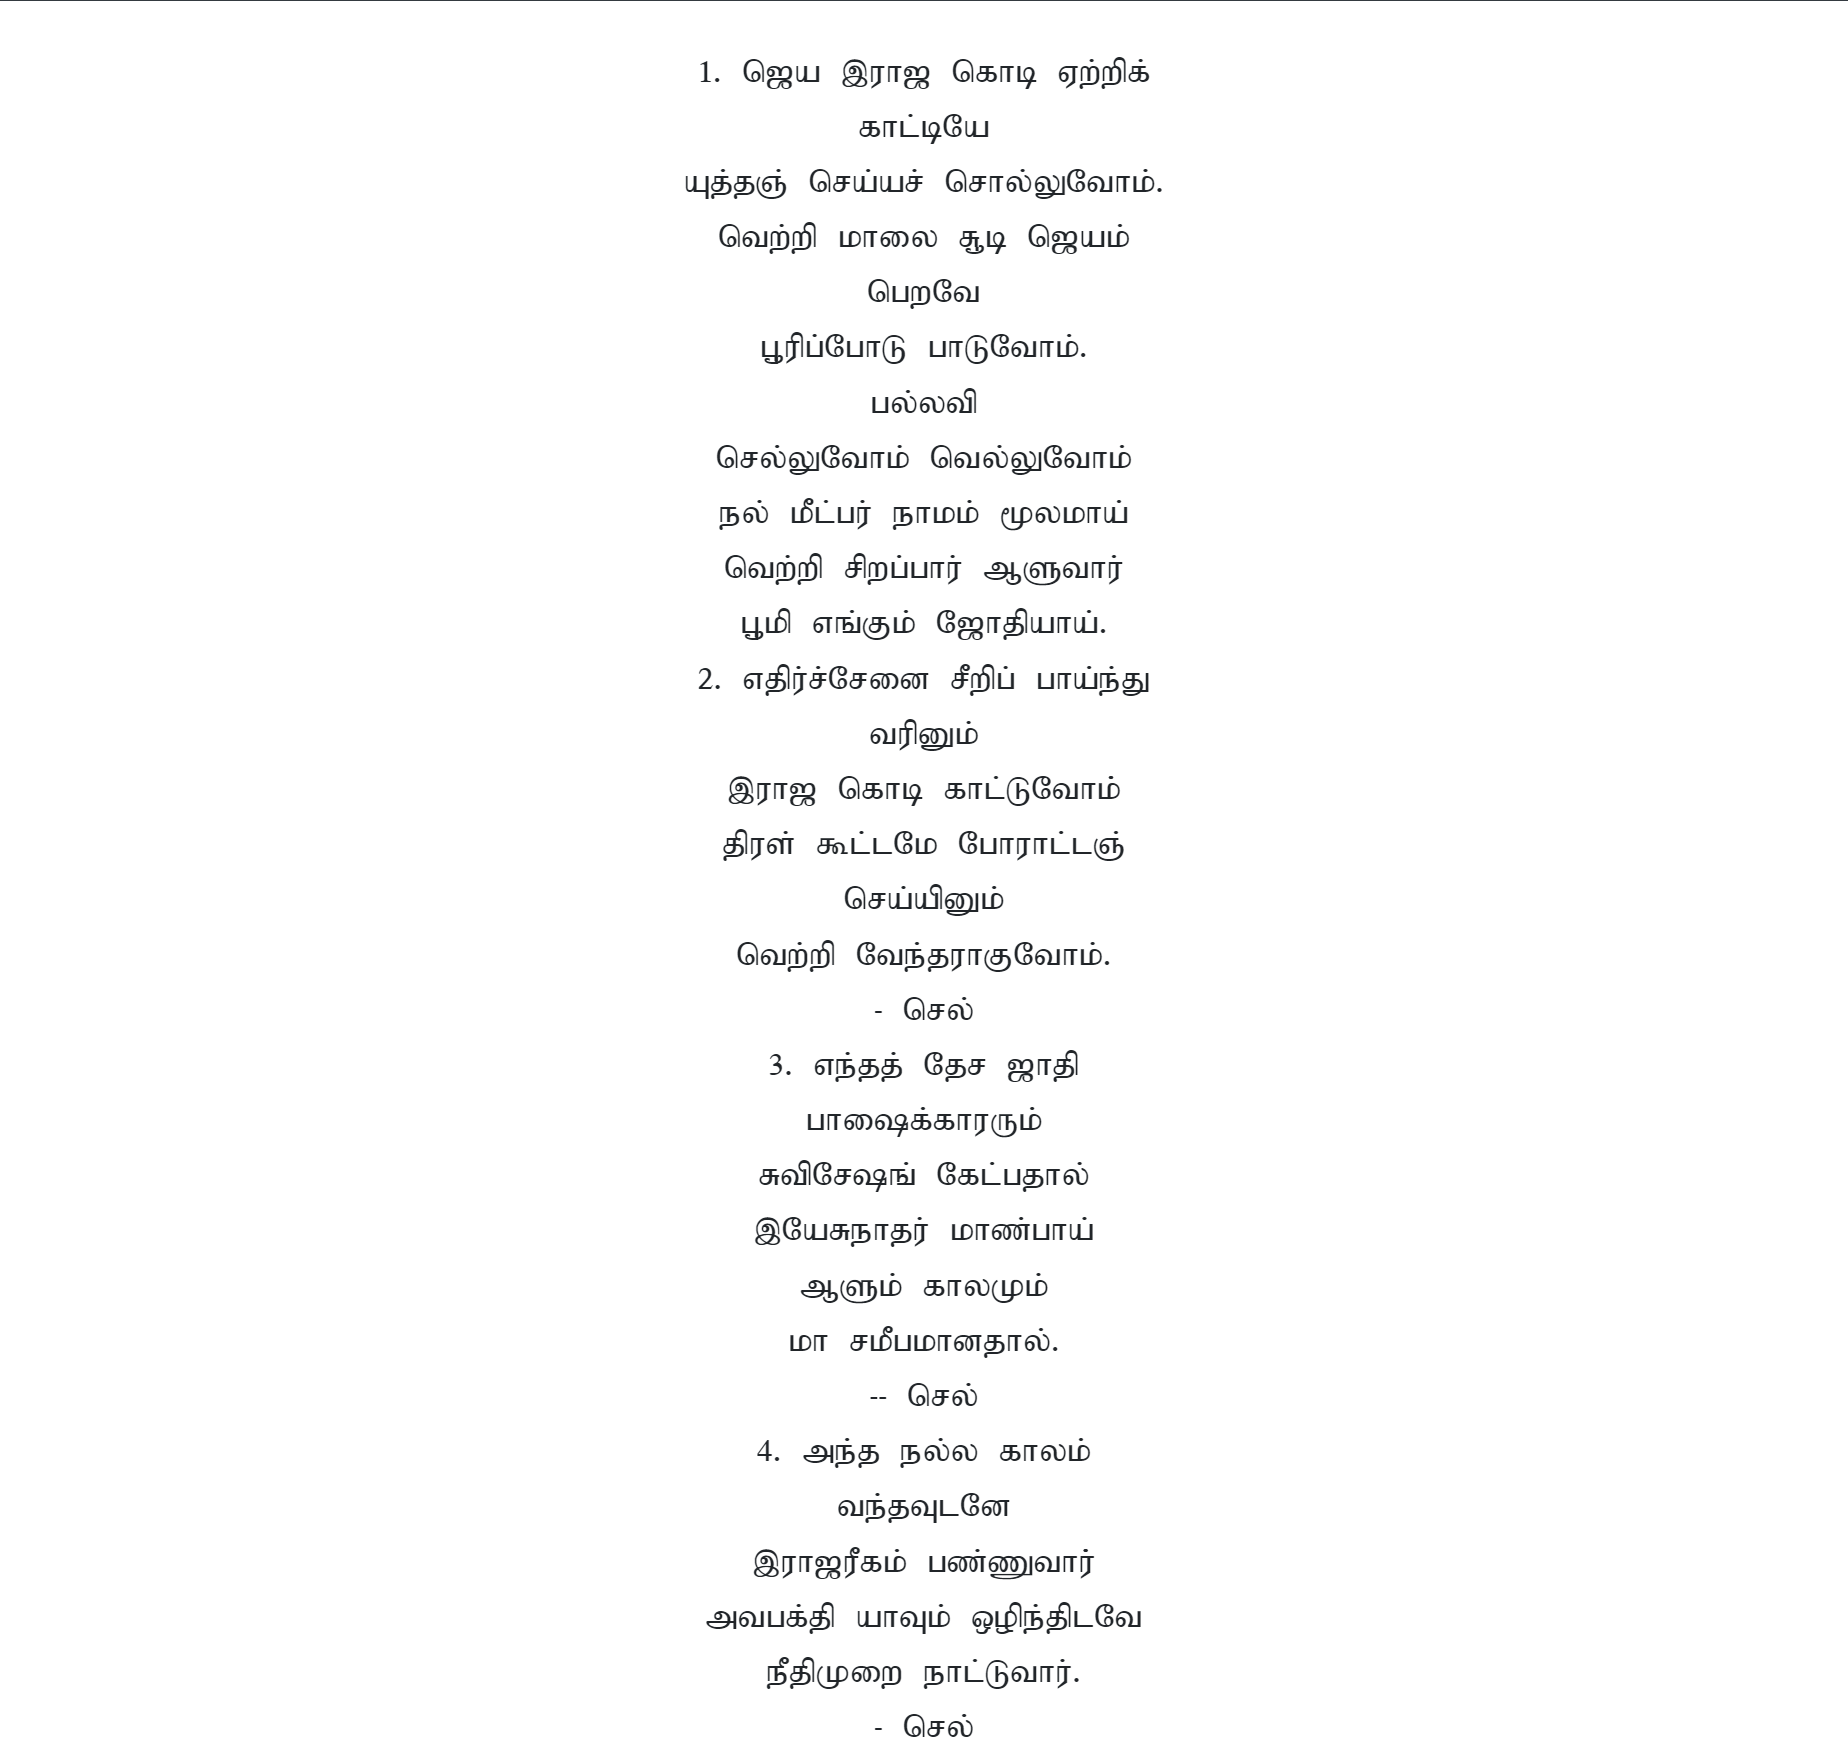 1. ஜெய இராஜ கொடி ஏற்றிக்
காட்டியே
யுத்தஞ் செய்யச் சொல்லுவோம்.
வெற்றி மாலை சூடி ஜெயம்
பெறவே
பூரிப்போடு பாடுவோம்.
பல்லவி
செல்லுவோம் வெல்லுவோம்
நல் மீட்பர் நாமம் மூலமாய்
வெற்றி சிறப்பார் ஆளுவார்
பூமி எங்கும் ஜோதியாய்.
2. எதிர்ச்சேனை சீறிப் பாய்ந்து
வரினும்
இராஜ கொடி காட்டுவோம்
திரள் கூட்டமே போராட்டஞ்
செய்யினும்
வெற்றி வேந்தராகுவோம்.
- செல்
3. எந்தத் தேச ஜாதி
பாஷைக்காரரும்
சுவிசேஷங் கேட்பதால்
இயேசுநாதர் மாண்பாய்
ஆளும் காலமும்
மா சமீபமானதால்.
-- செல்
4. அந்த நல்ல காலம்
வந்தவுடனே
இராஜரீகம் பண்ணுவார்
அவபக்தி யாவும் ஒழிந்திடவே
நீதிமுறை நாட்டுவார்.
- செல்